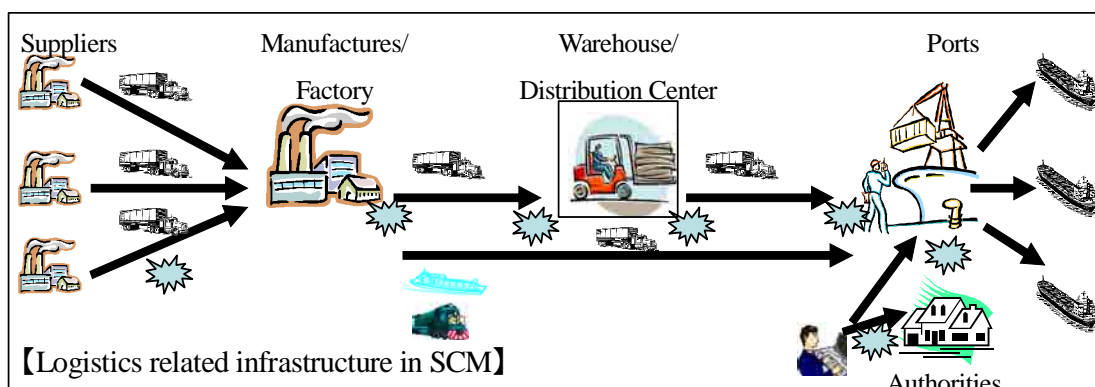 Suppliers
Manufactures/
Factory
Warehouse/
Distribution Center
Ports
【Logistics related infrastructure in SCM】
Authorities